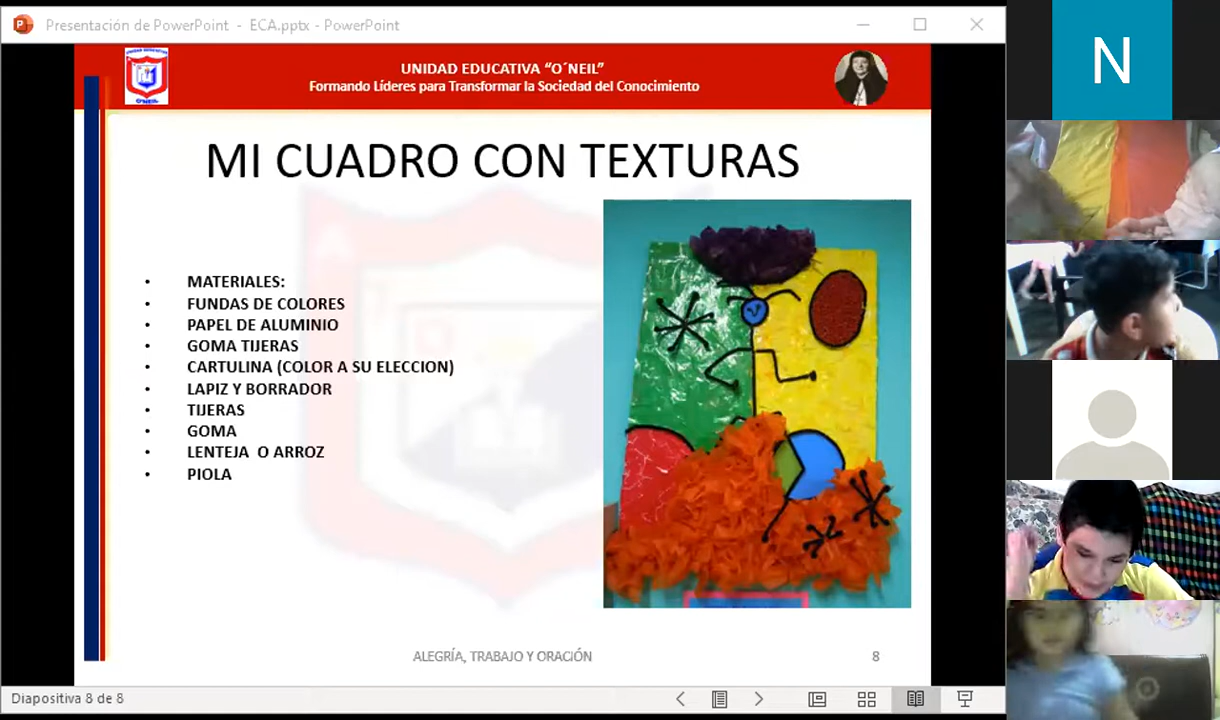 Presentación de PowerPoint - ECA.pptx - PowerPoint
UNIDAD EDUCATIVA “O´NEIL”
Formando Líderes para Transformar la Sociedad del Conocimiento
O'NEIL
MI CUADRO CON TEXTURAS
• MATERIALES:
• FUNDAS DE COLORES
• PAPEL DE ALUMINIO
• GOMA TIJERAS
• CARTULINA (COLOR A SU ELECCION)
• LAPIZ Y BORRADOR
• TIJERAS
• GOMA
• LENTEJA O ARROZ
• PIOLA
ALEGRÍA, TRABAJO Y ORACIÓN
8
Diapositiva 8 de 8
N